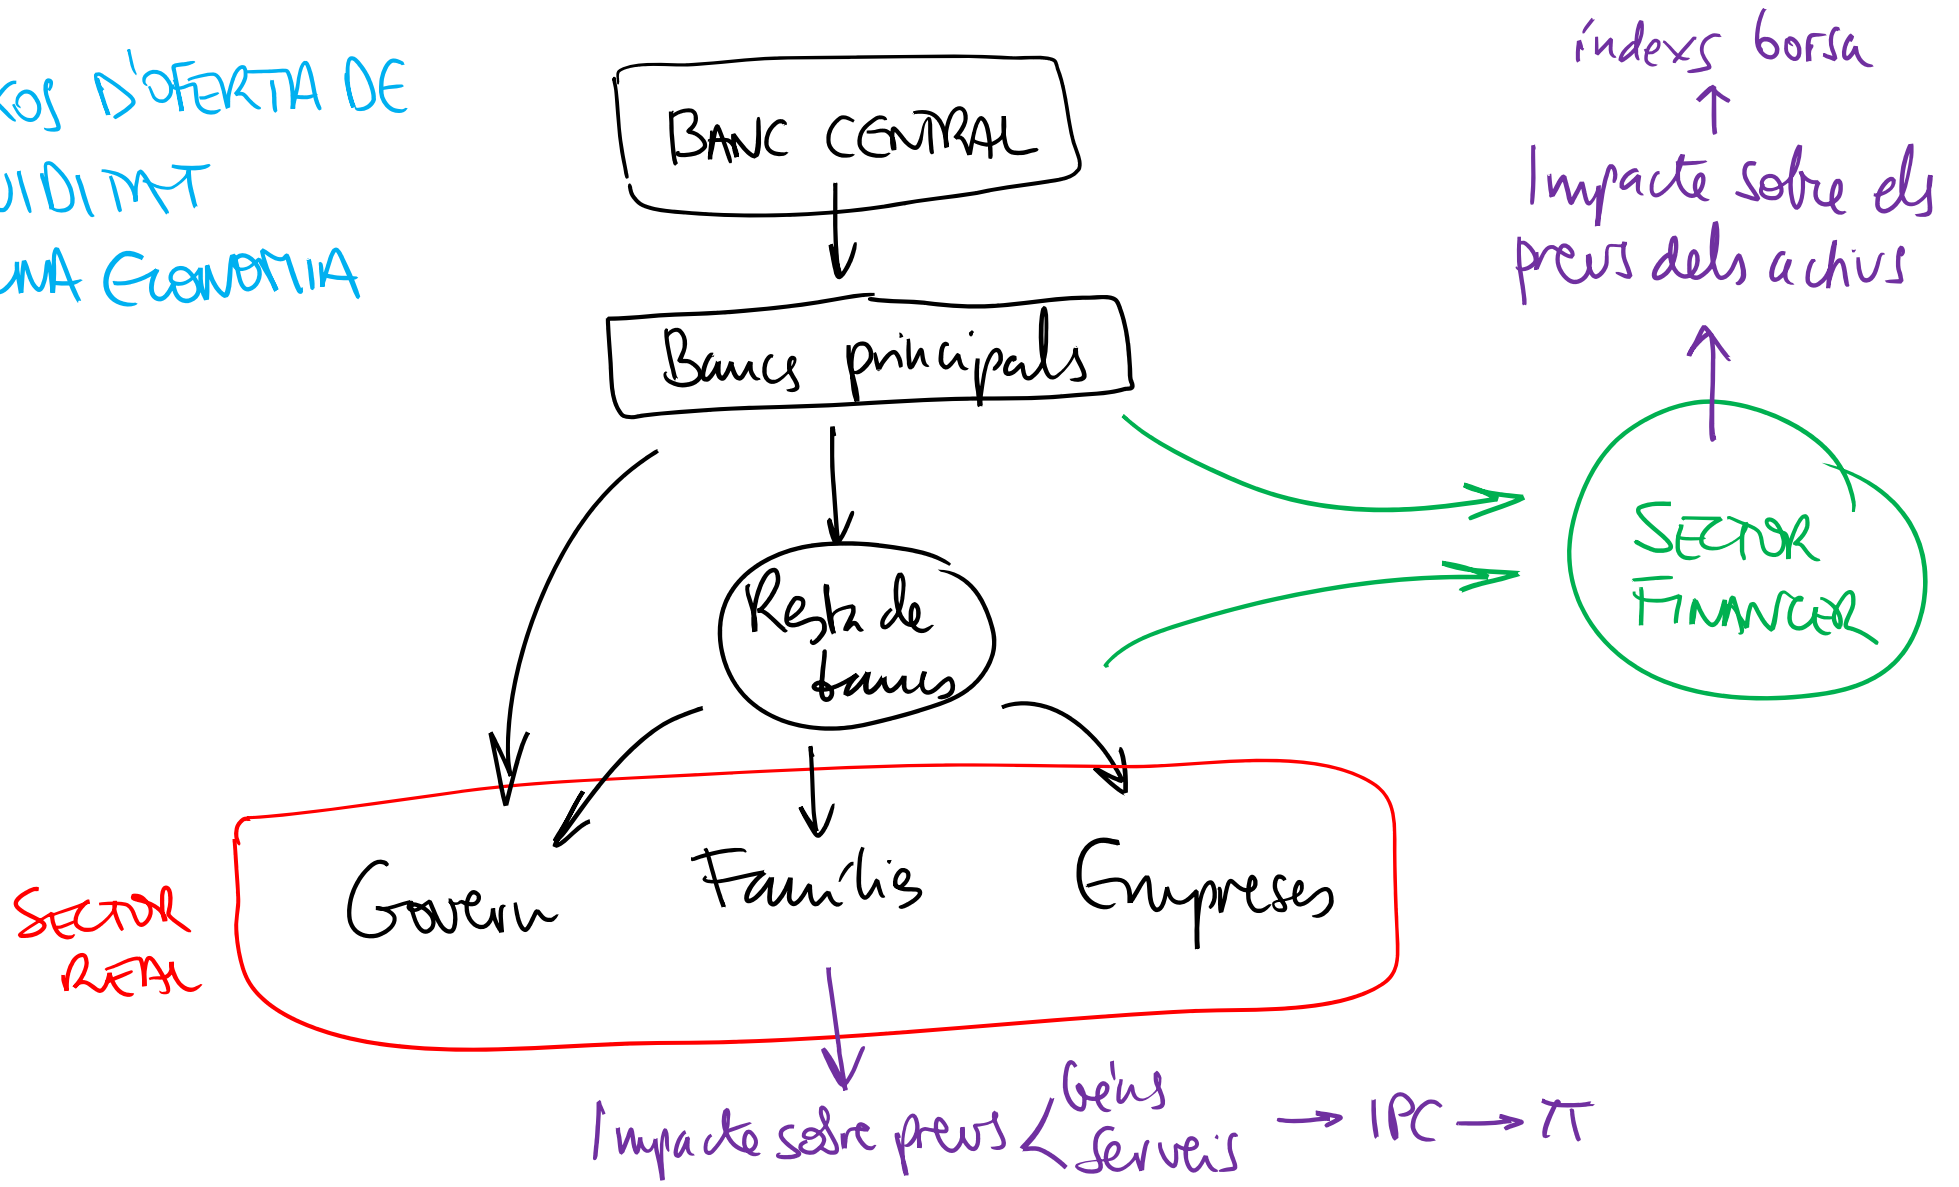 D'OFERTA DE
ECONOMIA
BANC CENTRAL
Bancs principals
Resta de
bancs
índexs borsa
Impacte sobre els
preus dels actius
SECTOR
FINANCER
SECTOR
REAL
Govern Famílies Empreses
Impacte sobre preus < béns
serveis → IPC → π